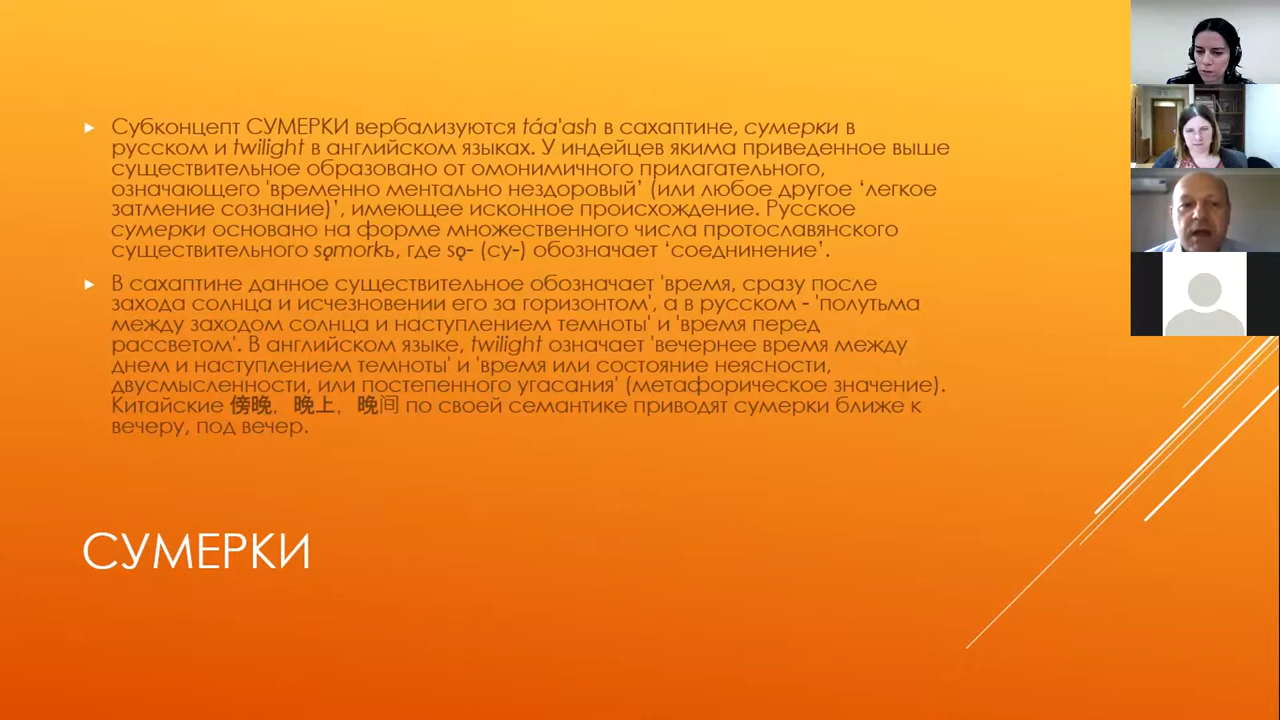 Субконцепт СУМЕРКИ вербализуются táa'ash в сахаптине, сумерки в
русском и twilight в английском языках. У индейцев якима приведенное выше
существительное образовано от омонимичного прилагательного,
означающего 'временно ментально нездоровый’ (или любое другое ‘легкое
затмение сознание)’, имеющее исконное происхождение. Русское
сумерки основано на форме множественного числа протославянского
существительного sǫmorkъ, где sǫ- (су-) обозначает ‘соеднинение’.
В сахаптине данное существительное обозначает 'время, сразу после
захода солнца и исчезновении его за горизонтом', а в русском - 'полутьма
между заходом солнца и наступлением темноты' и 'время перед
рассветом'. В английском языке, twilight означает 'вечернее время между
днем и наступлением темноты' и 'время или состояние неясности,
двусмысленности, или постепенного угасания' (метафорическое значение).
Китайские 傍晚，晚上，晚间 по своей семантике приводят сумерки ближе к
вечеру, под вечер.
СУМЕРКИ